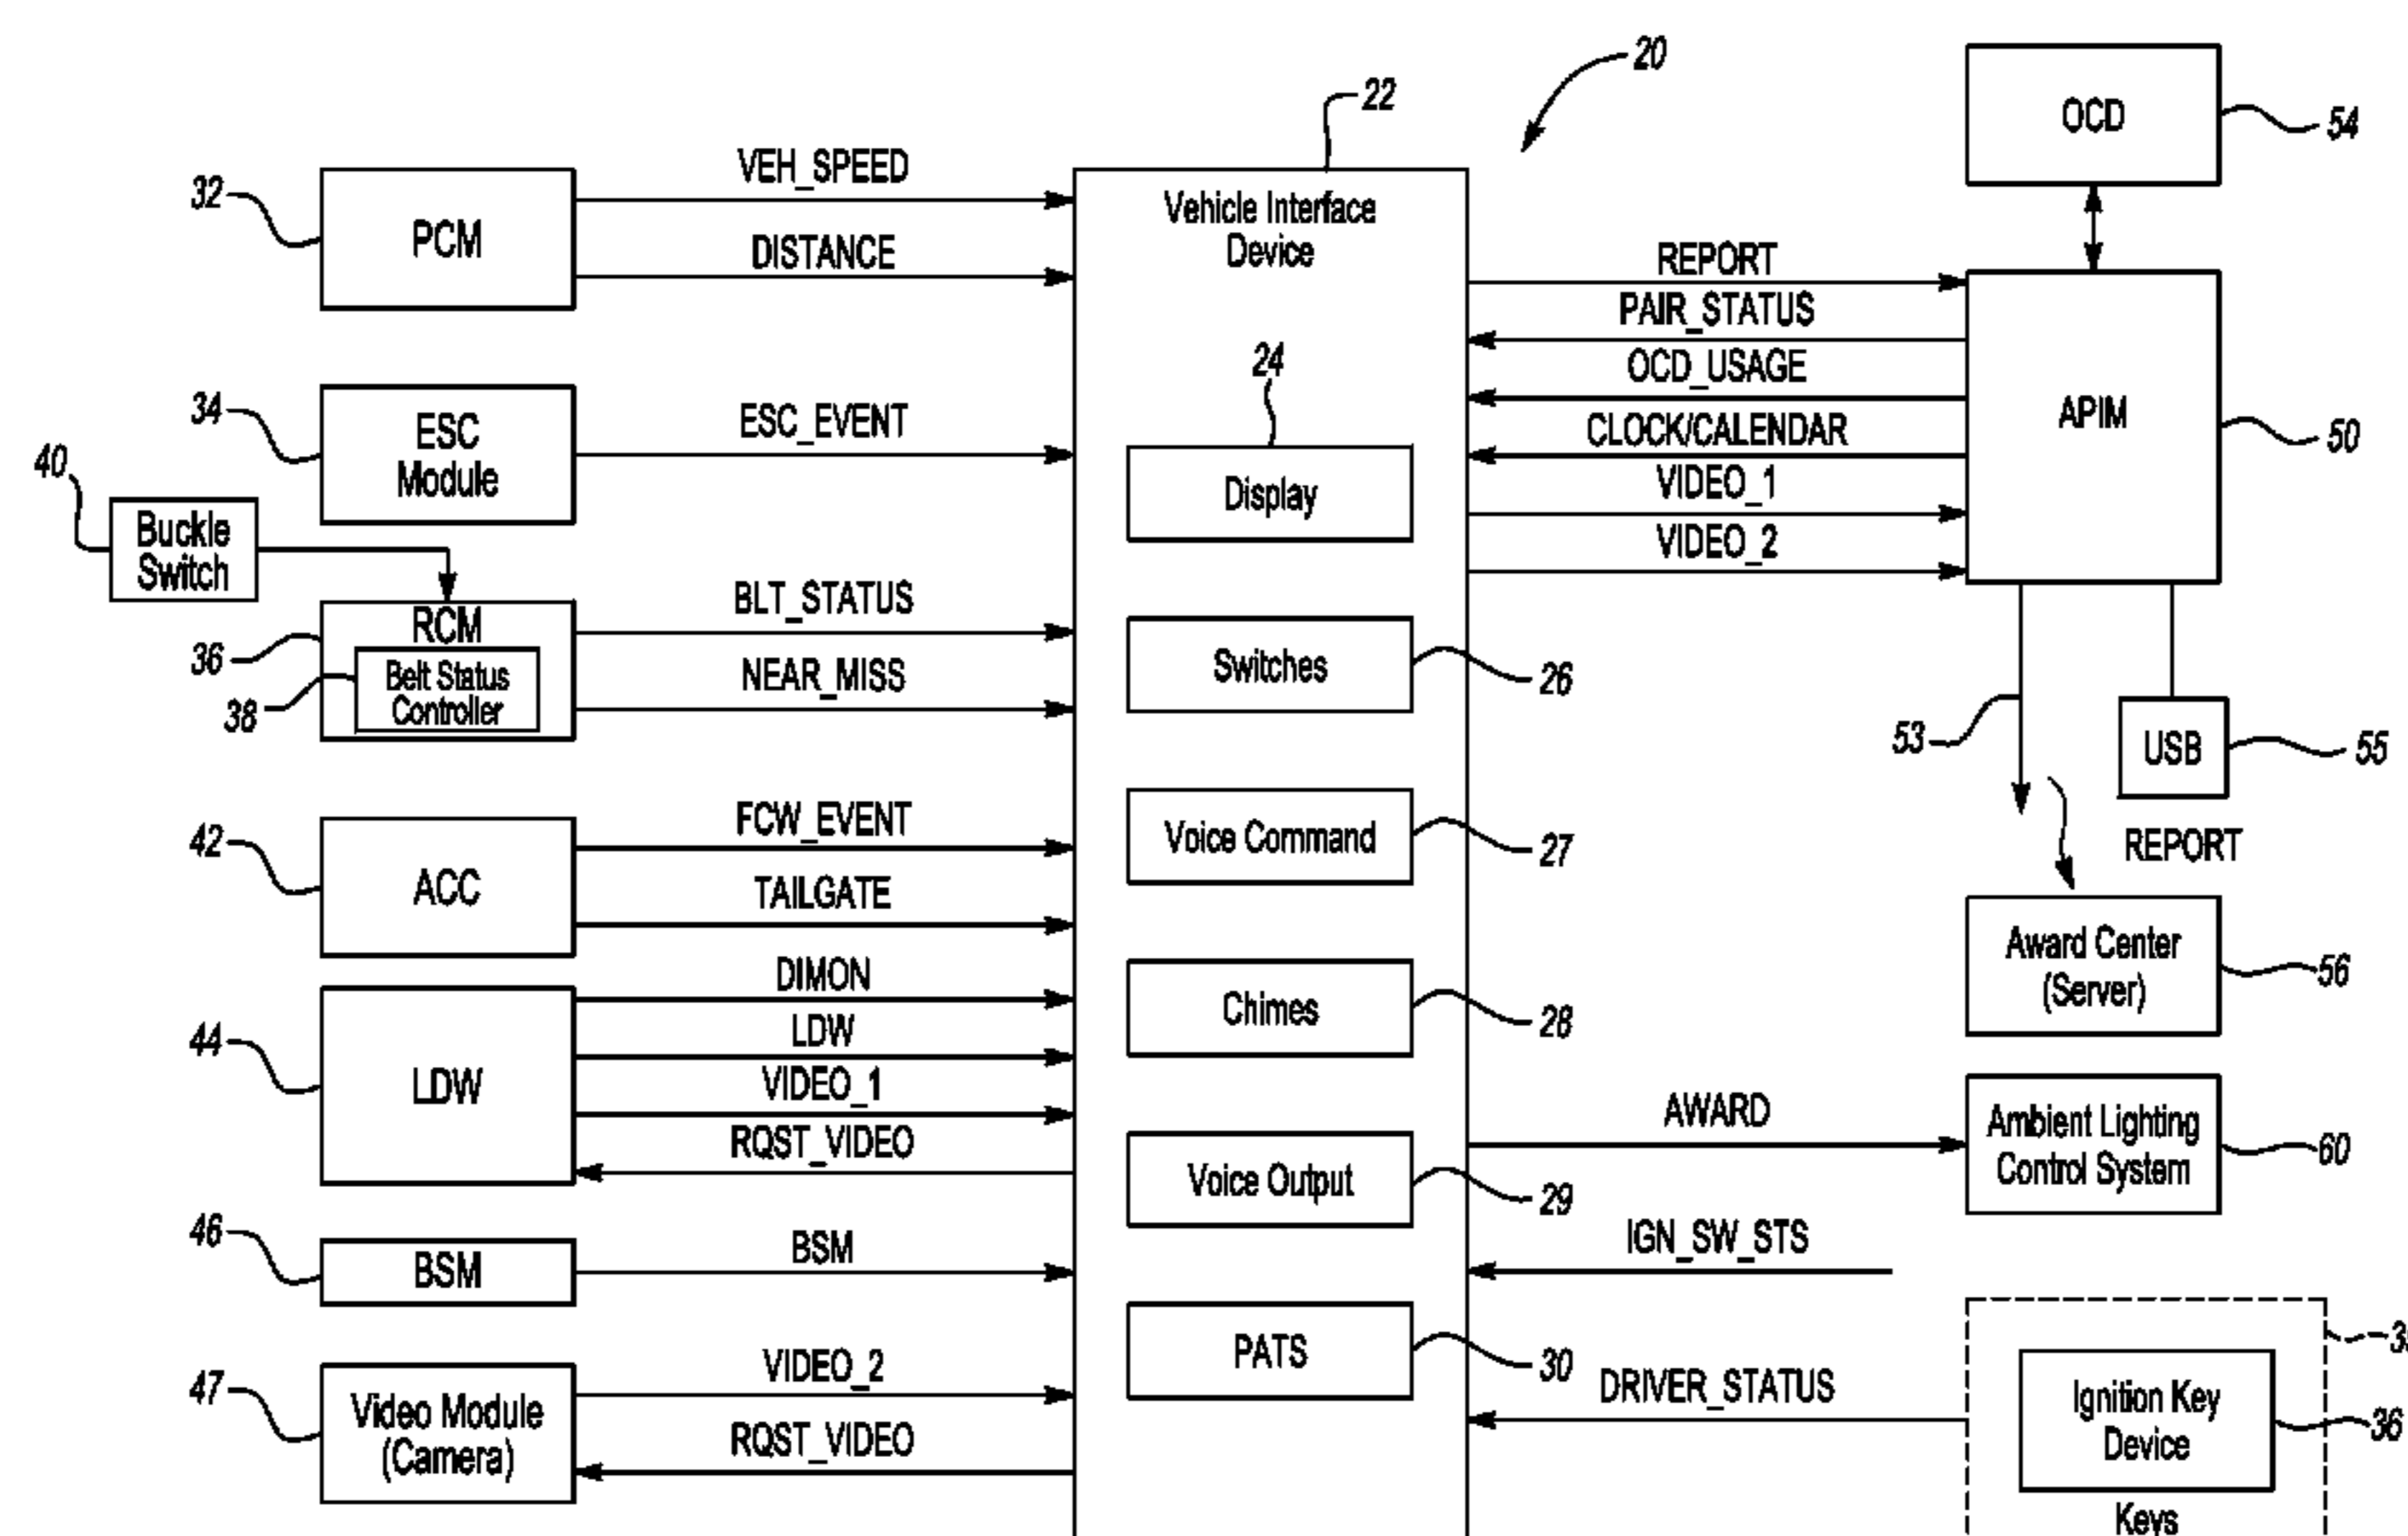 20
22
OCD
54
32
PCM
VEH_SPEED
DISTANCE
Vehicle Interface
Device
REPORT
PAIR_STATUS
OCD_USAGE
CLOCK/CALENDAR
VIDEO_1
VIDEO_2
APIM
50
34
ESC
Module
ESC_EVENT
24
Display
40
Buckle
Switch
36
RCM
Belt Status
Controller
38
BLT_STATUS
NEAR_MISS
Switches
26
53
USB
55
REPORT
42
ACC
FCW_EVENT
TAILGATE
Voice Command
27
Award Center
(Server)
56
44
LDW
DIMON
LDW
VIDEO_1
RQST_VIDEO
Chimes
28
AWARD
Ambient Lighting
Control System
60
Voice Output
29
IGN_SW_STS
46
BSM
BSM
PATS
30
DRIVER_STATUS
47
Video Module
(Camera)
VIDEO_2
RQST_VIDEO
Ignition Key
Device
36
Keys